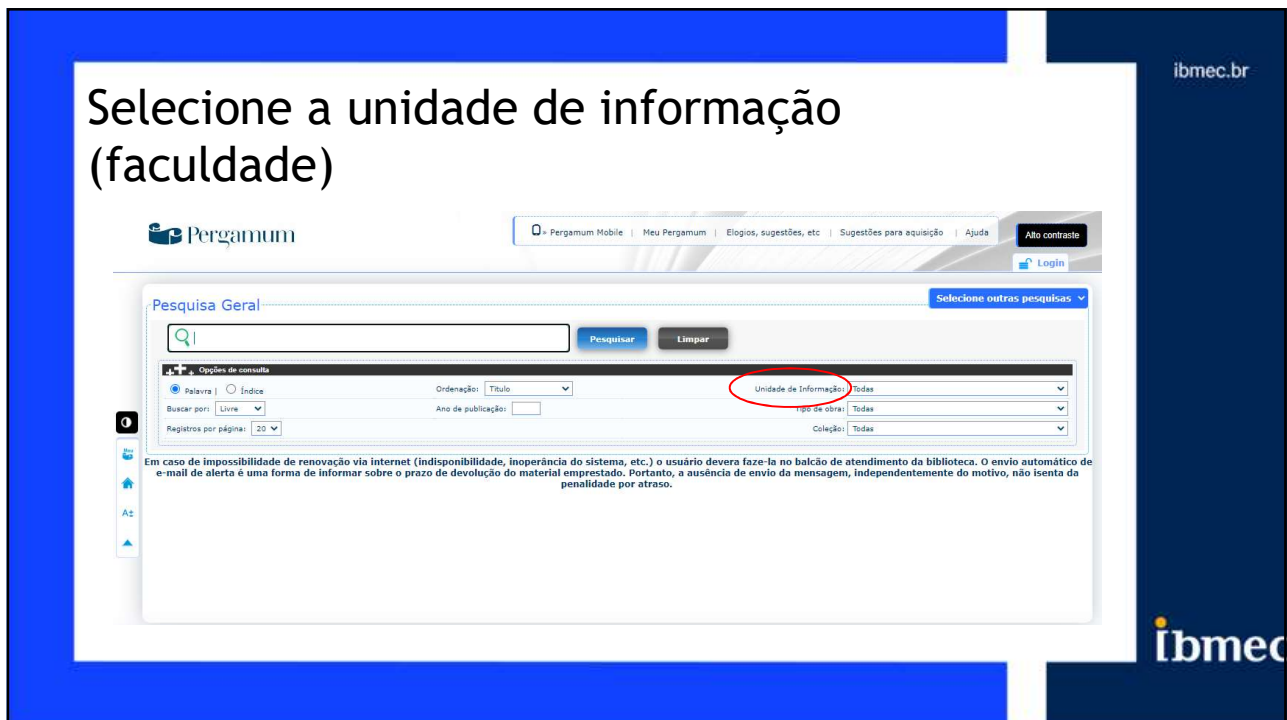 ibmec.br
Selecione a unidade de informação
(faculdade)
Pergamum
» Pergamum Mobile | Meu Pergamum | Elogios, sugestões, etc | Sugestões para aquisição | Ajuda
Alto contraste
Login
Pesquisa Geral
Selecione outras pesquisas
Pesquisar
Limpar
Opções de consulta
Palavra | Índice
Ordenação: Titulo
Unidade de Informação: Todas
Buscar por: Livre
Ano de publicação:
Tipo de obra: Todas
Registros por página: 20
Coleção: Todas
Em caso de impossibilidade de renovação via internet (indisponibilidade, inoperância do sistema, etc.) o usuário devera faze-la no balcão de atendimento da biblioteca. O envio automático de
e-mail de alerta é uma forma de informar sobre o prazo de devolução do material emprestado. Portanto, a ausência de envio da mensagem, independentemente do motivo, não isenta da
penalidade por atraso.
A±
ibmec